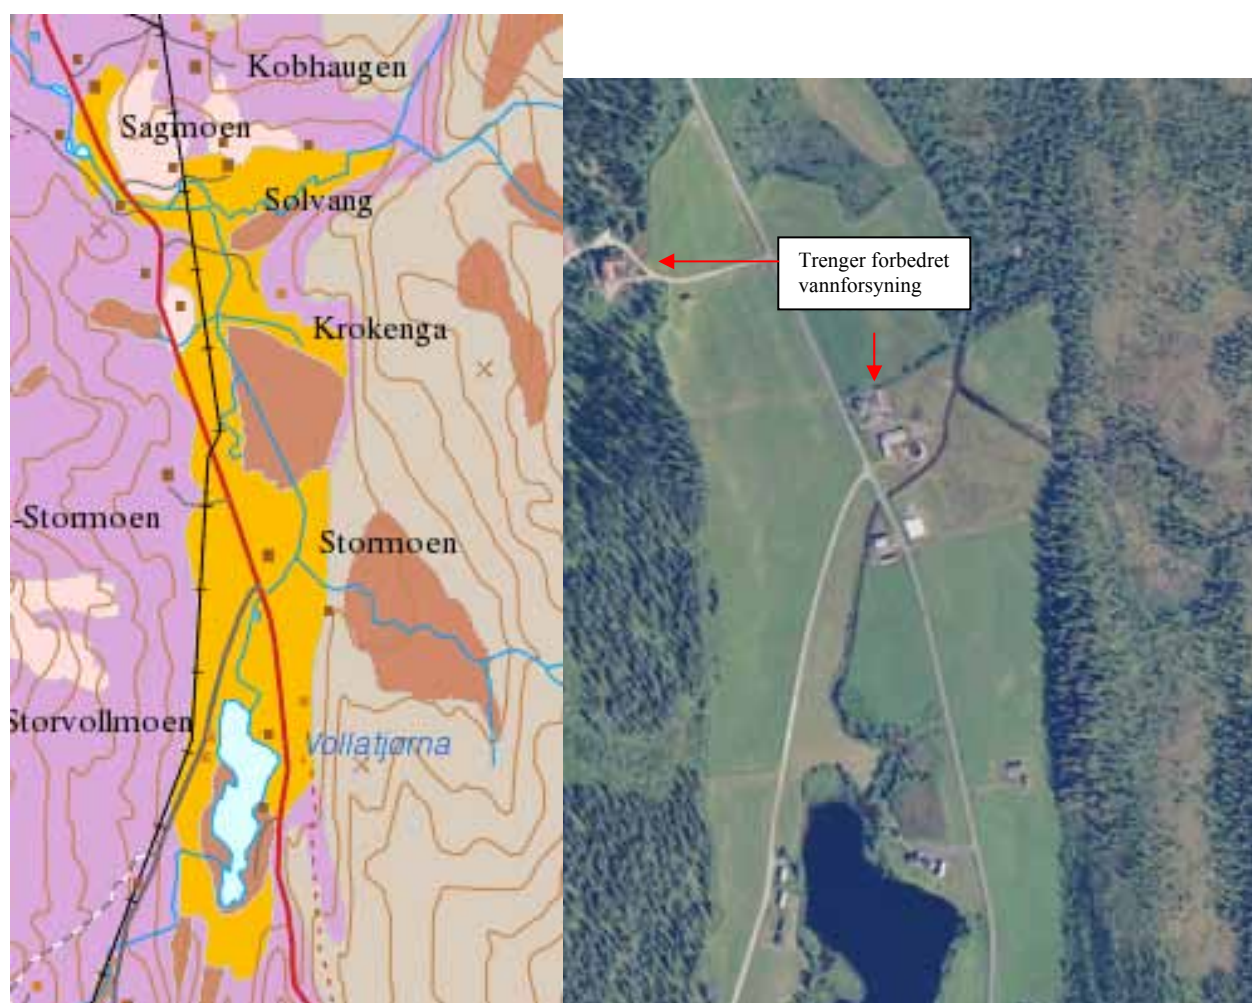 Kobhaugen
Sagmoen
Solvang
Krokenga
-Stormoen
Stormoen
Storvollmoen
Vollatjørna
Trenger forbedret
vannforsyning